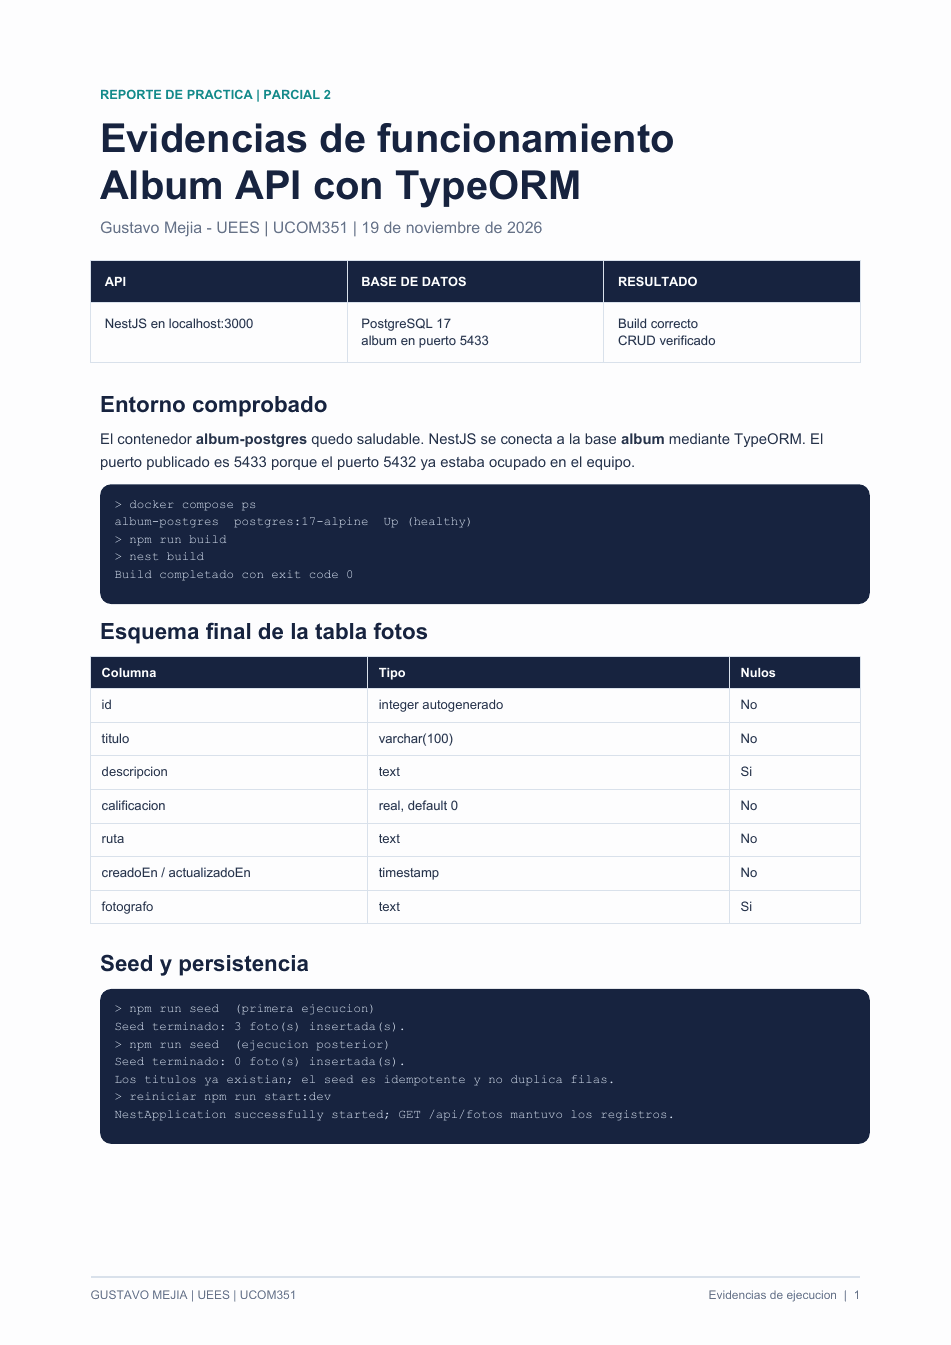 REPORTE DE PRACTICA | PARCIAL 2
Evidencias de funcionamiento
Album API con TypeORM
Gustavo Mejia - UEES | UCOM351 | 19 de noviembre de 2026
API BASE DE DATOS RESULTADO
NestJS en localhost:3000 PostgreSQL 17 Build correcto
album en puerto 5433 CRUD verificado
Entorno comprobado
El contenedor album-postgres quedo saludable. NestJS se conecta a la base album mediante TypeORM. El
puerto publicado es 5433 porque el puerto 5432 ya estaba ocupado en el equipo.
> docker compose ps
album-postgres  postgres:17-alpine  Up (healthy)
> npm run build
> nest build
Build completado con exit code 0
Esquema final de la tabla fotos
Columna Tipo Nulos
id integer autogenerado No
titulo varchar(100) No
descripcion text Si
calificacion real, default 0 No
ruta text No
creadoEn / actualizadoEn timestamp No
fotografo text Si
Seed y persistencia
> npm run seed  (primera ejecucion)
Seed terminado: 3 foto(s) insertada(s).
> npm run seed  (ejecucion posterior)
Seed terminado: 0 foto(s) insertada(s).
Los titulos ya existian; el seed es idempotente y no duplica filas.
> reiniciar npm run start:dev
NestApplication successfully started; GET /api/fotos mantuvo los registros.
GUSTAVO MEJIA | UEES | UCOM351 Evidencias de ejecucion | 1